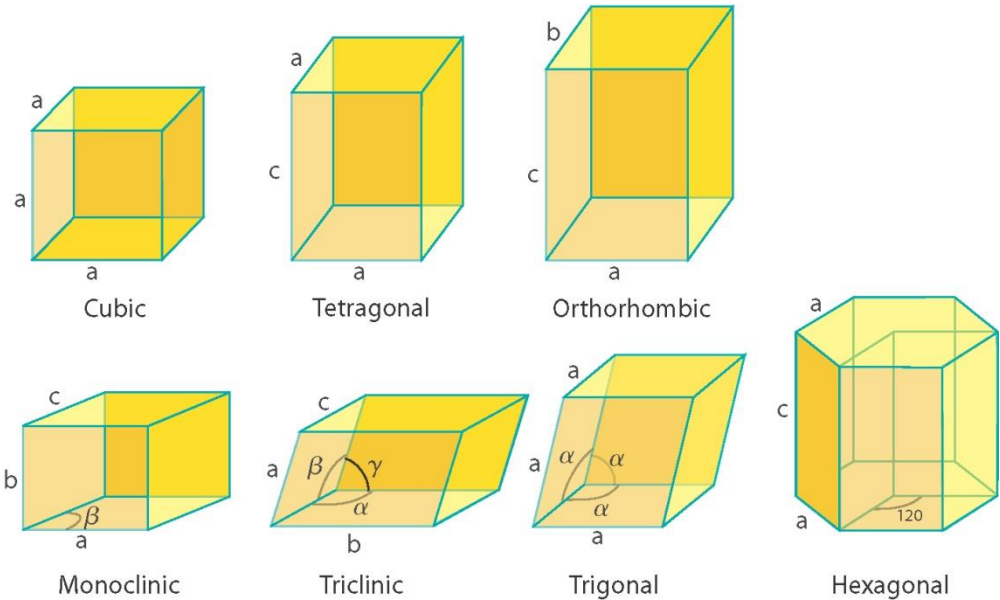 a
a
a
Cubic
a
c
a
Tetragonal
b
c
a
Orthorhombic
c
b
β
a
Monoclinic
c
a
β
γ
α
b
Triclinic
a
a
α
α
α
a
Trigonal
a
c
a
120
Hexagonal